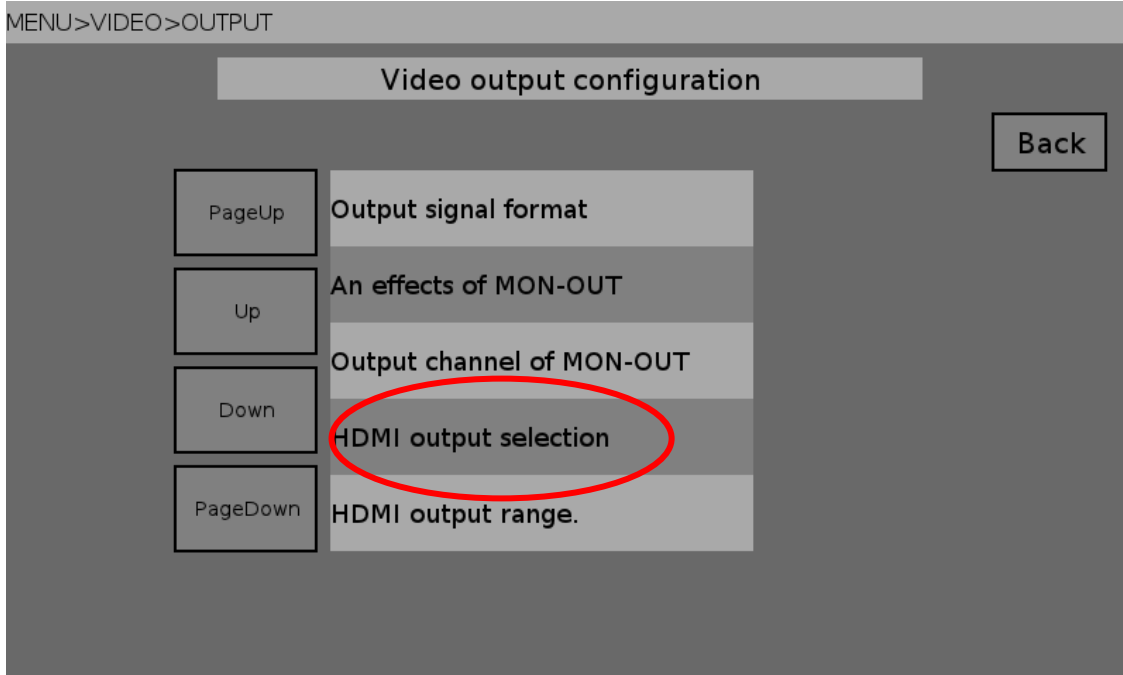 MENU>VIDEO>OUTPUT
Video output configuration
Back
PageUp
Output signal format
An effects of MON-OUT
Up
Output channel of MON-OUT
Down
HDMI output selection
PageDown
HDMI output range.